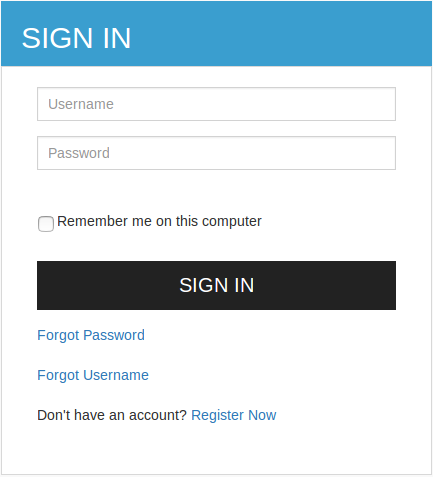 SIGN IN
Username
Password
Remember me on this computer
SIGN IN
Forgot Password
Forgot Username
Don't have an account? Register Now